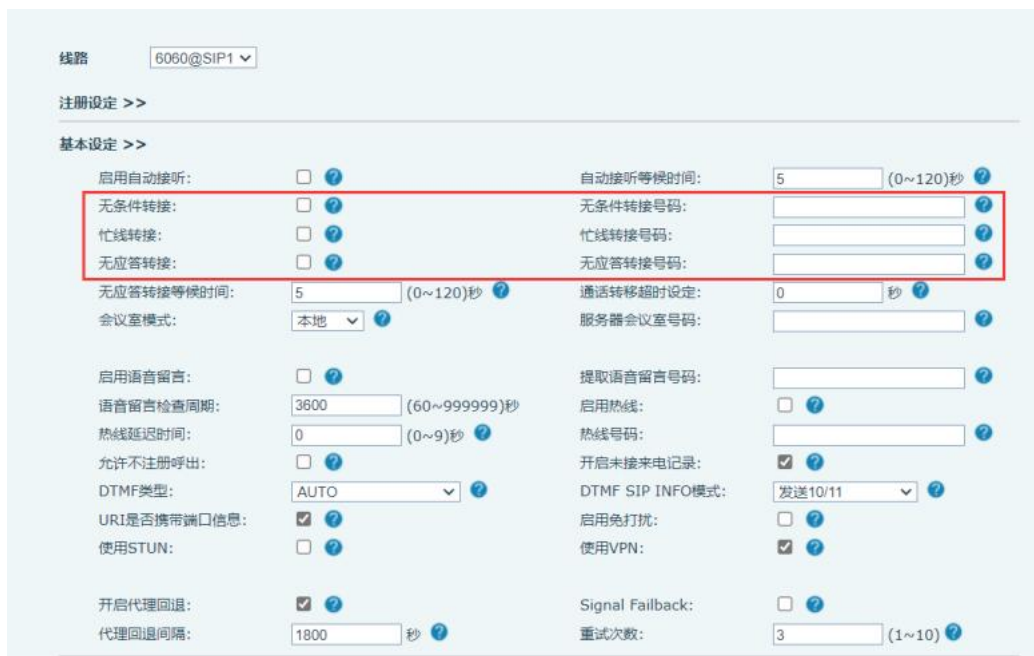 线路 6060@SIP1
注册设定 >>
基本设定 >>
启用自动接听: ? 自动接听等候时间: 5 (0~120)秒 ?
无条件转接: ? 无条件转接号码: ?
忙线转接: ? 忙线转接号码: ?
无应答转接: ? 无应答转接号码: ?
无应答转接等候时间: 5 (0~120)秒 ? 通话转移超时设定: 0 秒 ?
会议室模式: 本地 ? 服务器会议室号码: ?
启用语音留言: ? 提取语音留言号码: ?
语音留言检查周期: 3600 (60~999999)秒 启用热线: ?
热线延迟时间: 0 (0~9)秒 ? 热线号码: ?
允许不注册呼出: ? 开启未接来电记录: ?
DTMF类型: AUTO ? DTMF SIP INFO模式: 发送10/11 ?
URI是否携带端口信息: ? 启用免打扰: ?
使用STUN: ? 使用VPN: ?
开启代理回退: ? Signal Failback: ?
代理回退间隔: 1800 秒 ? 重试次数: 3 (1~10) ?